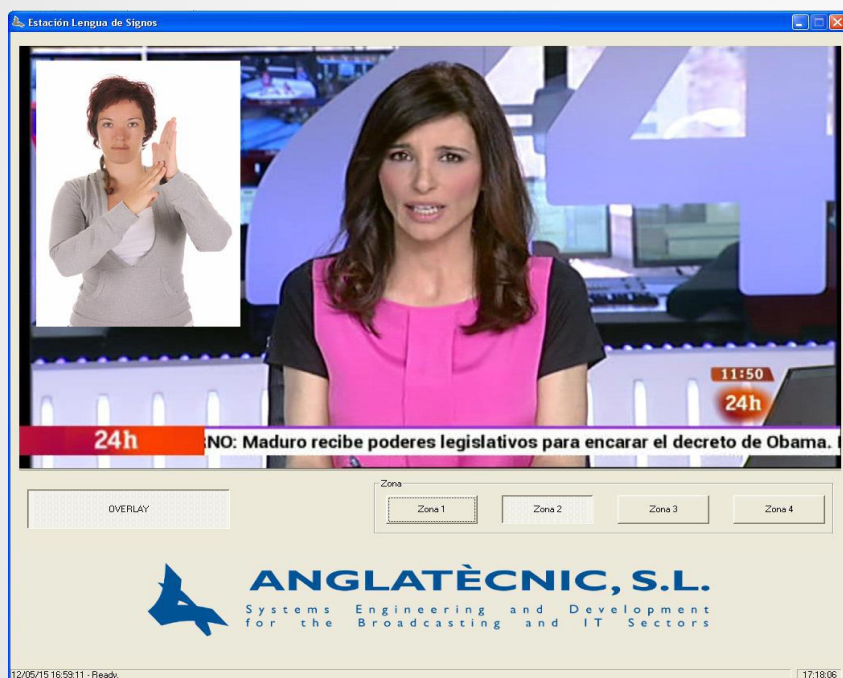 Estación Lengua de Signos
11:50
24h
24h
NO: Maduro recibe poderes legislativos para encarar el decreto de Obama.
Zona
OVERLAY
Zona 1
Zona 2
Zona 3
Zona 4
ANGLATÈCNIC, S.L.
Systems Engineering and Development
for the Broadcasting and IT Sectors
12/05/15 16:59:11 - Ready.
17:18:06